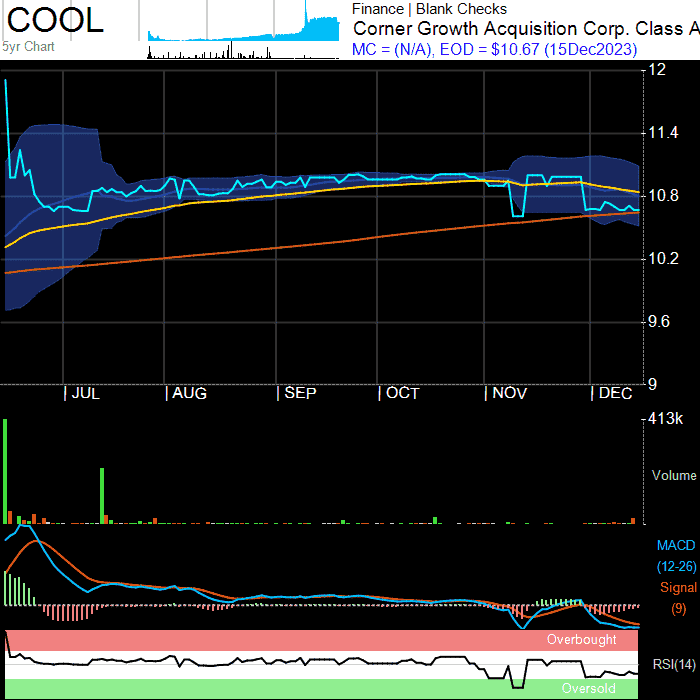 COOL
5yr Chart
Finance | Blank Checks
Corner Growth Acquisition Corp. Class A
MC = (N/A), EOD = $10.67 (15Dec2023)
12
11.4
10.8
10.2
9.6
9
| JUL | AUG | SEP | OCT | NOV | DEC
413k
Volume
MACD
(12-26)
Signal
(9)
Overbought
RSI(14)
Oversold